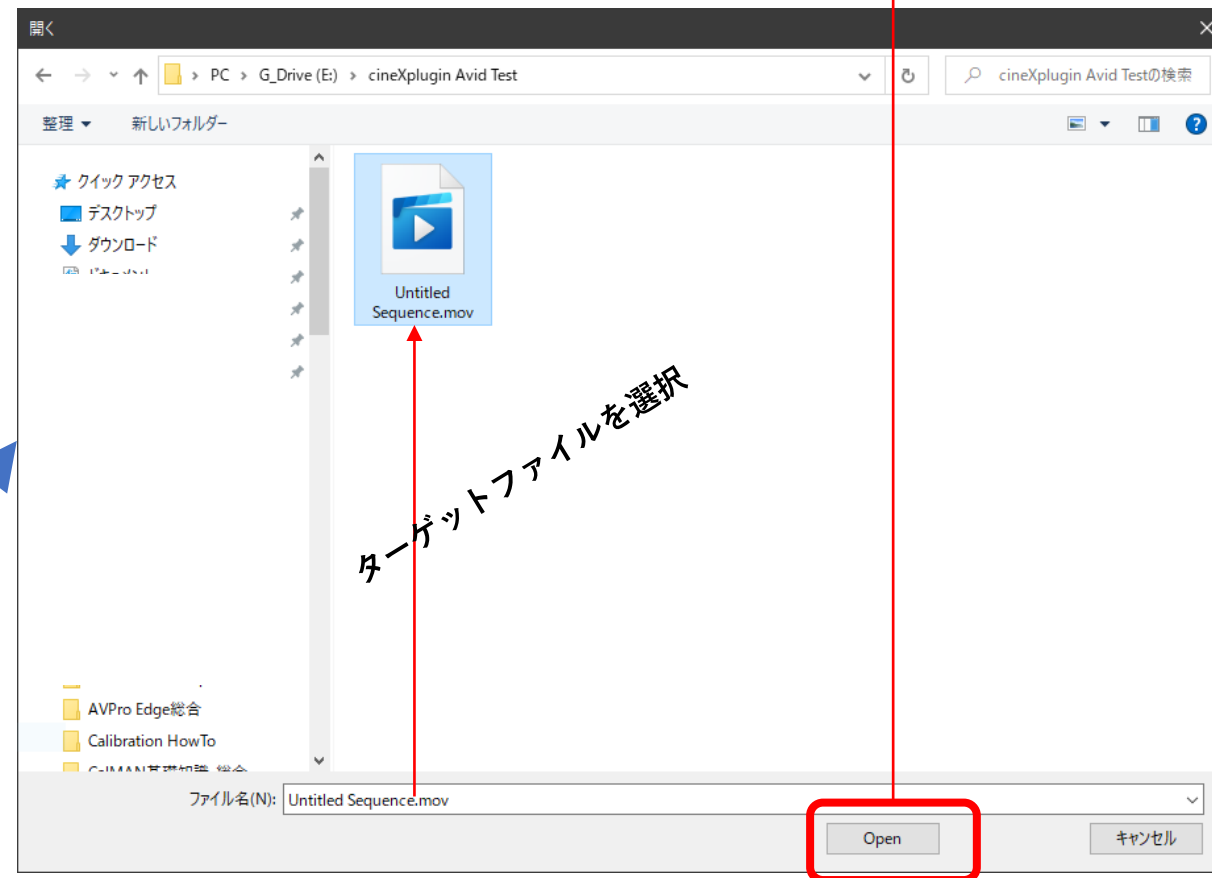 開く
PC › G_Drive (E:) › cineXplugin Avid Test
cineXplugin Avid Testの検索
整理
新しいフォルダー
クイック アクセス
デスクトップ
ダウンロード
Untitled
Sequence.mov
ターゲットファイルを選択
AVPro Edge総合
Calibration HowTo
ファイル名(N):
Untitled Sequence.mov
Open
キャンセル